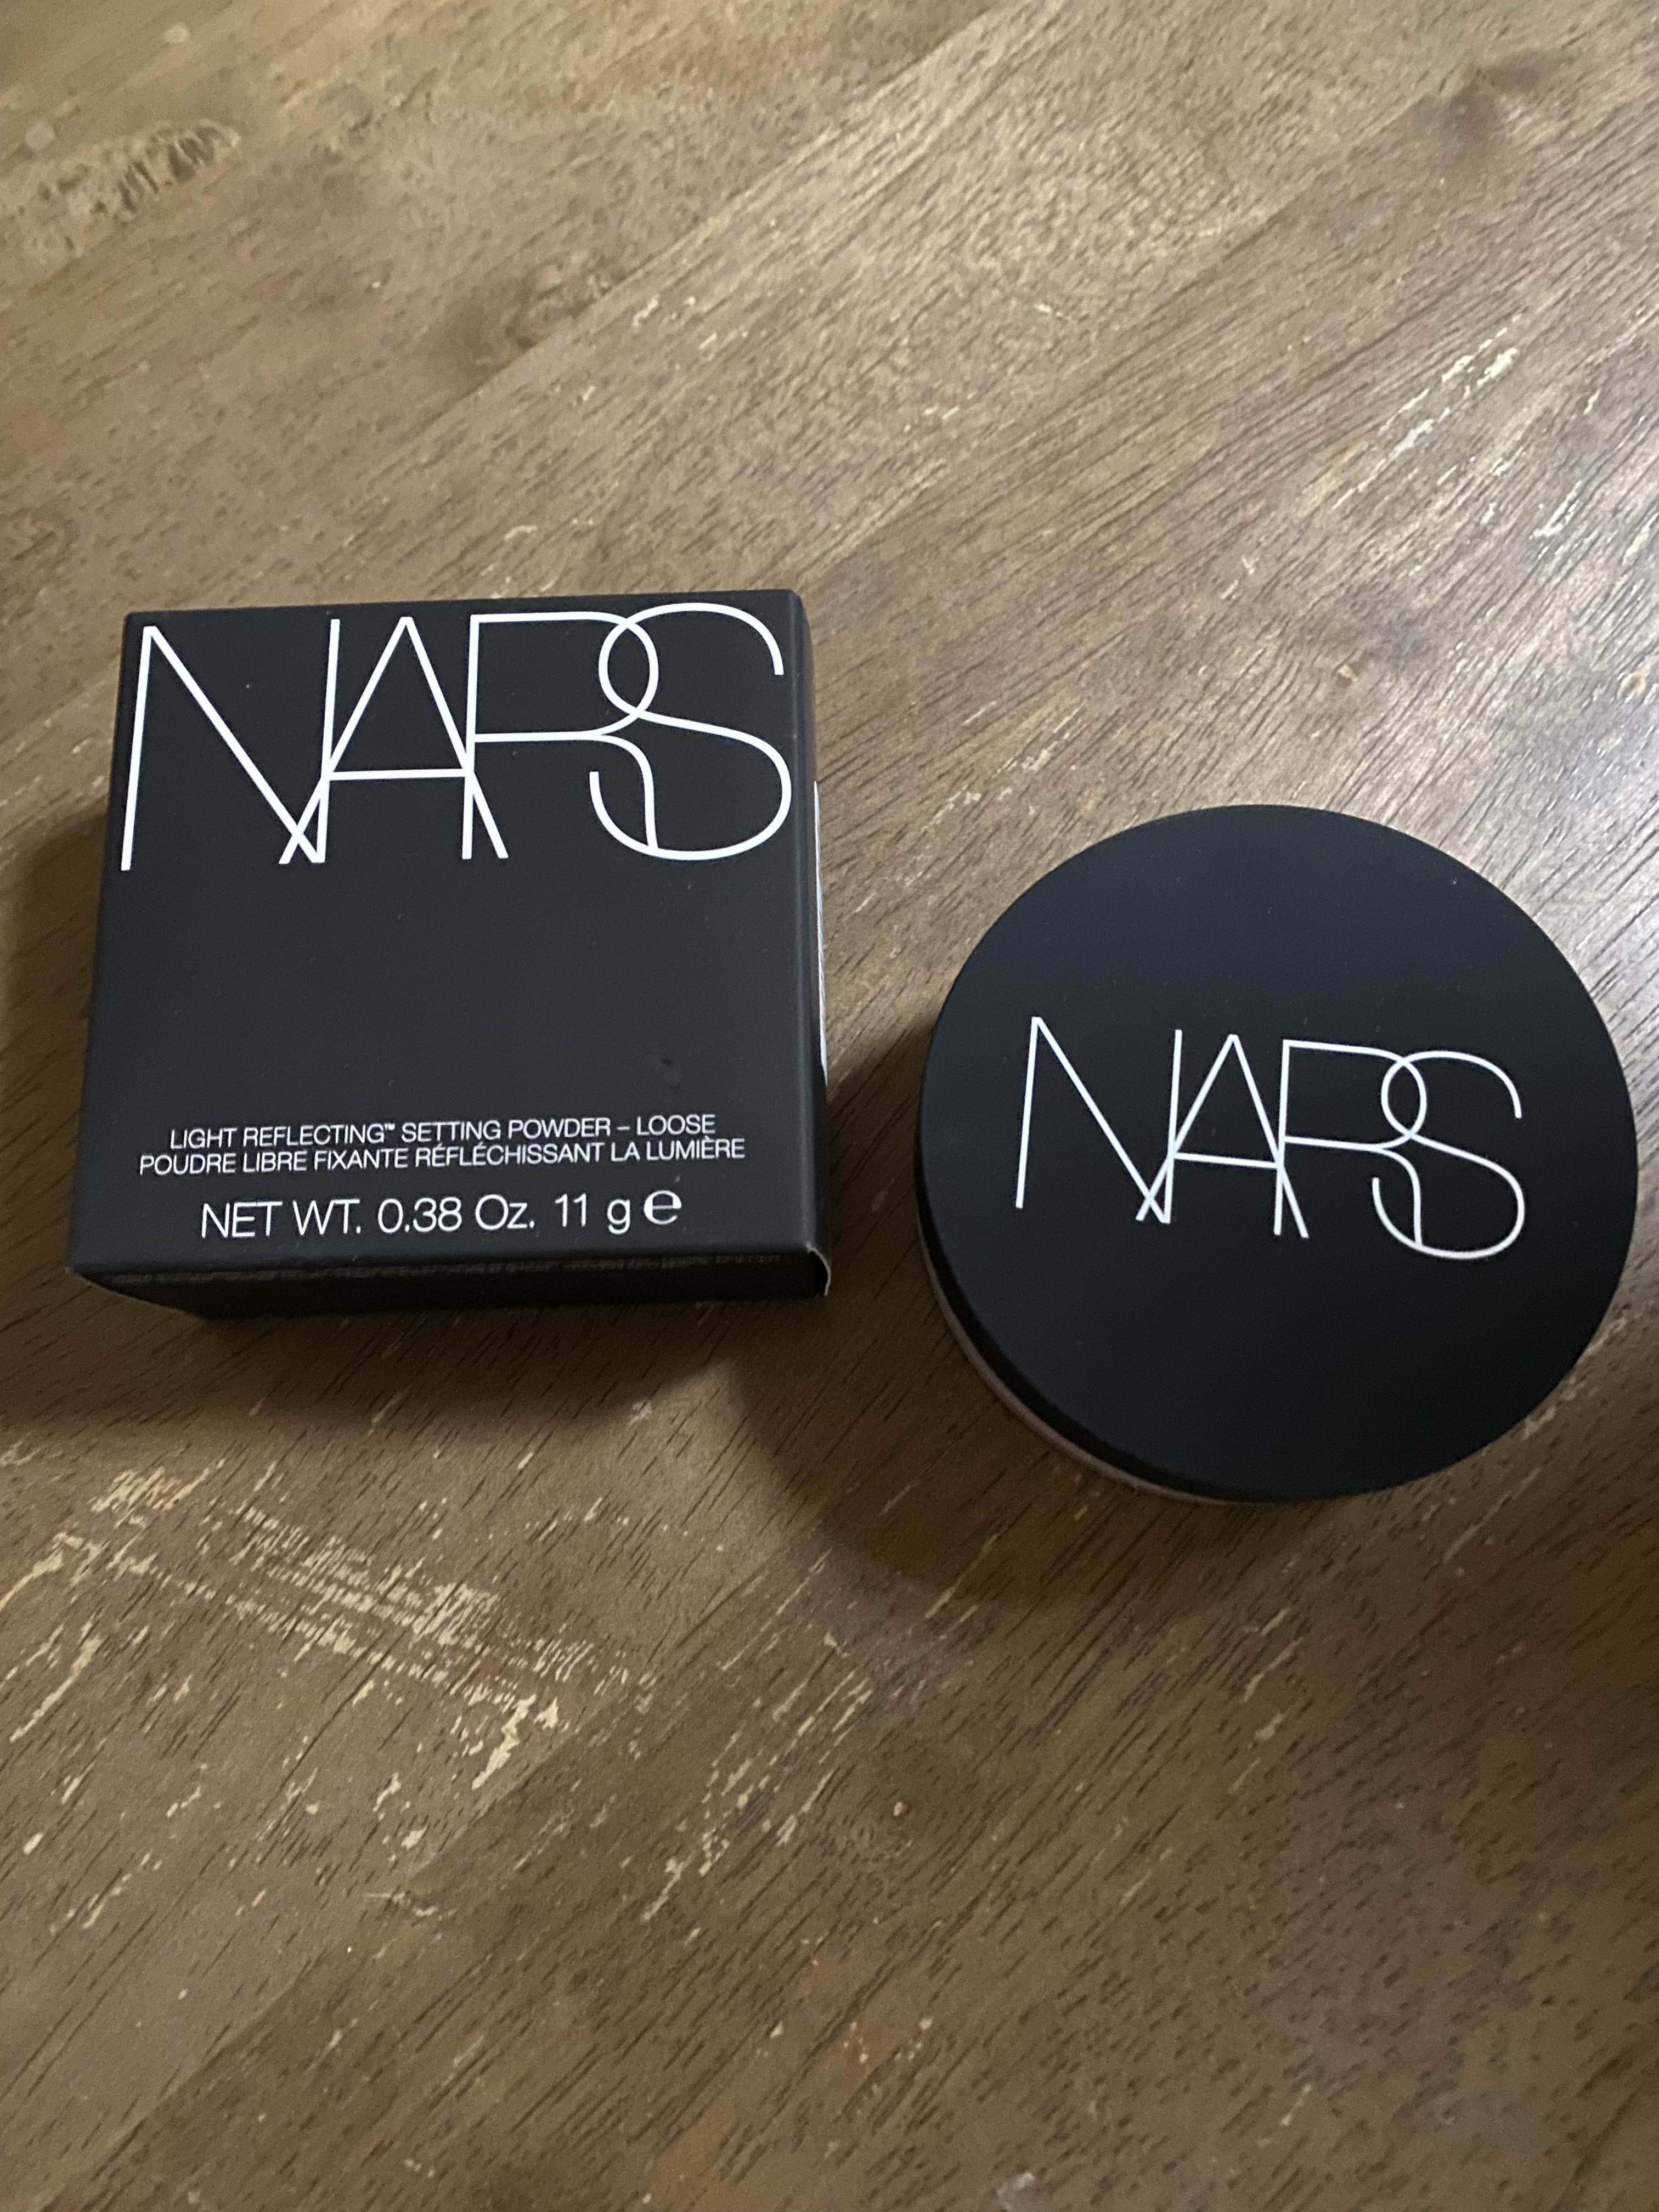 NARS
LIGHT REFLECTING™ SETTING POWDER – LOOSE
POUDRE LIBRE FIXANTE RÉFLÉCHISSANT LA LUMIÈRE
NET WT. 0.38 Oz. 11 g ℮
NARS